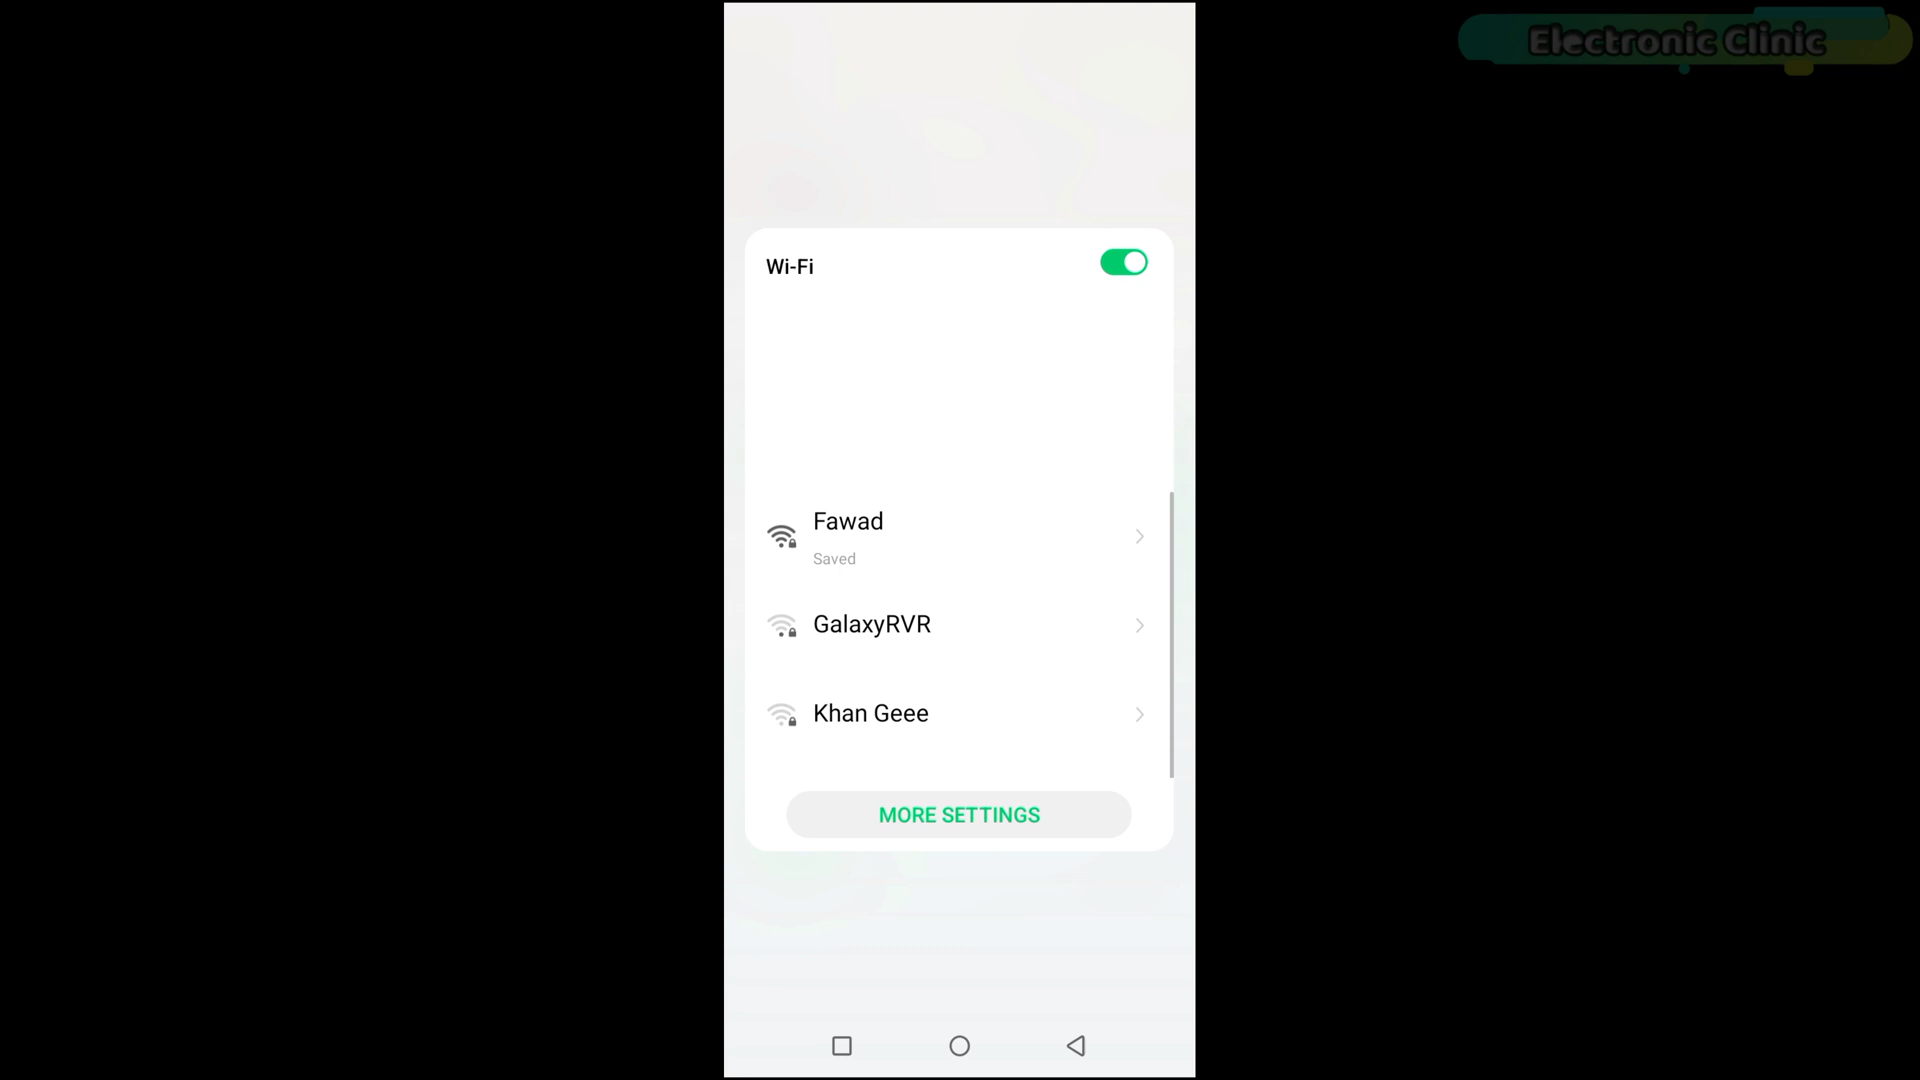 Electronic Clinic
Wi-Fi
Fawad
Saved
GalaxyRVR
Khan Geee
MORE SETTINGS